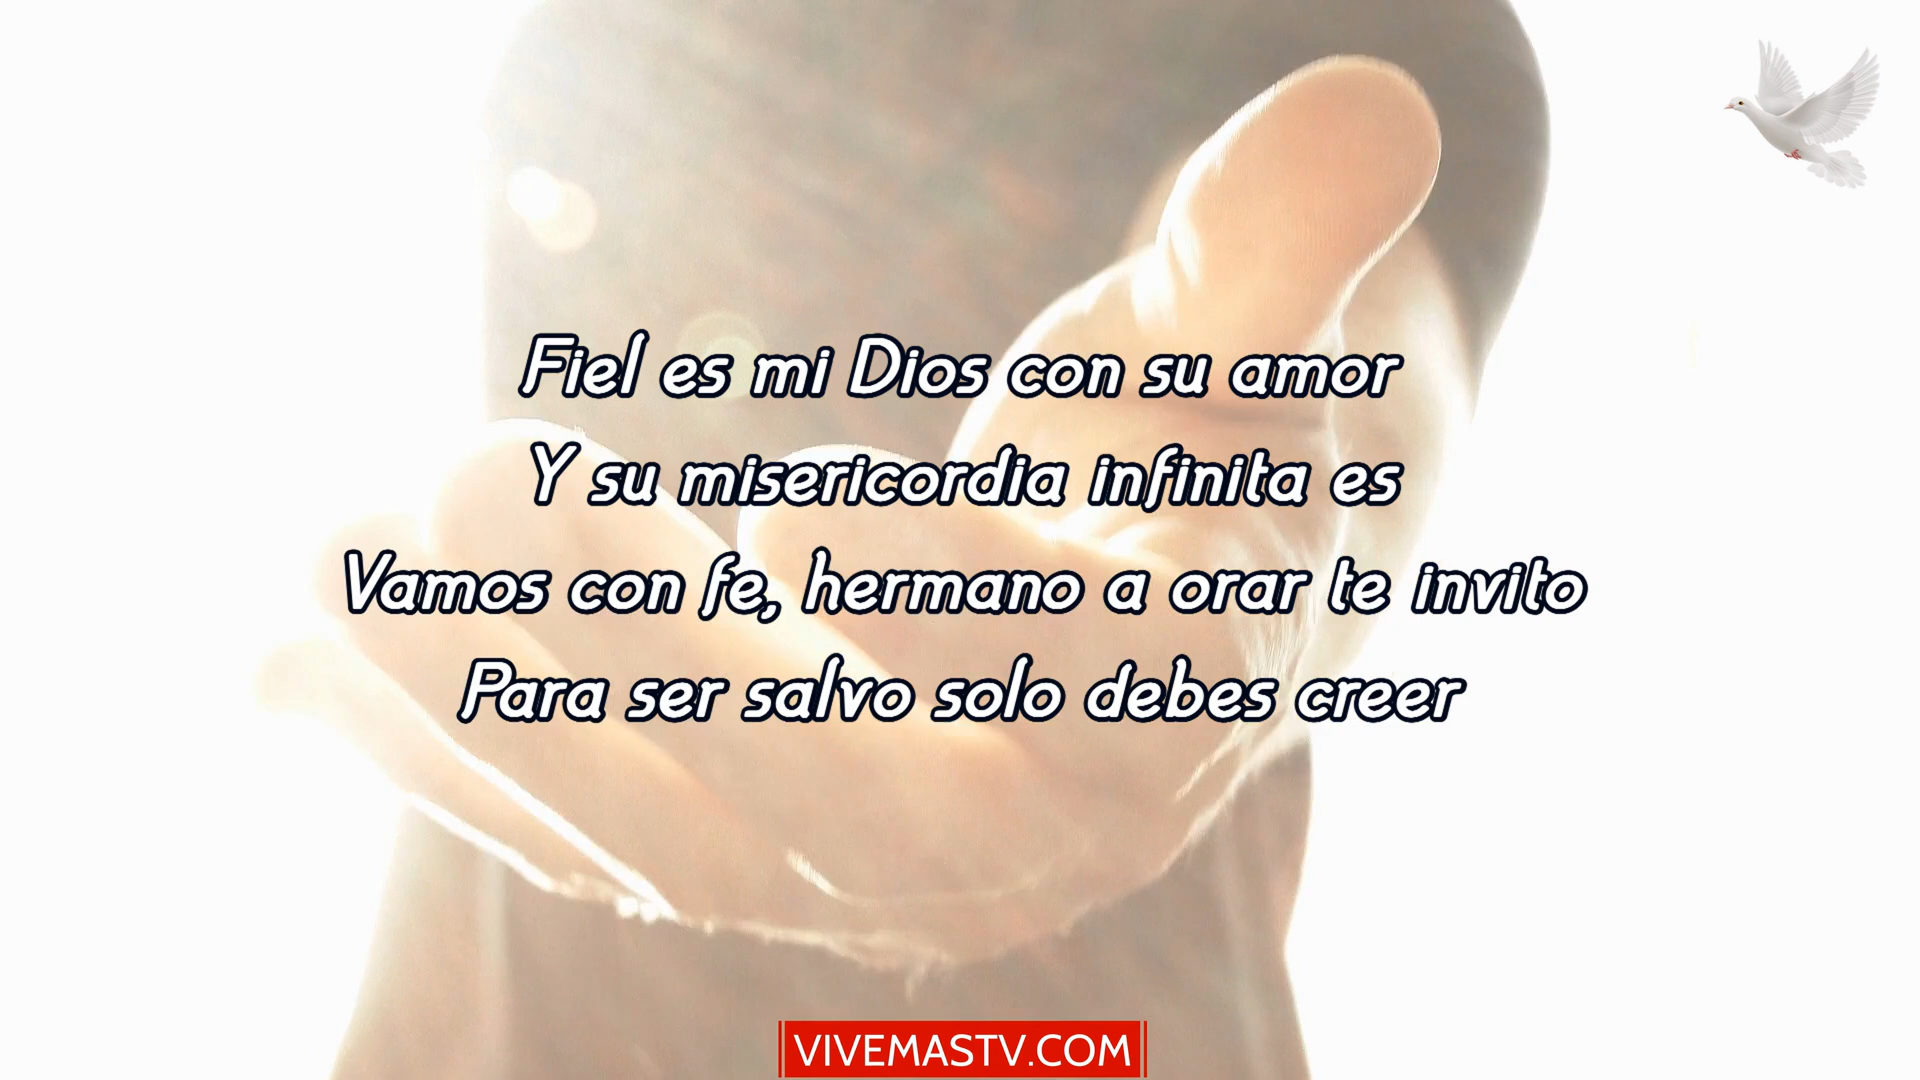 Fiel es mi Dios con su amor
Y su misericordia infinita es
Vamos con fe, hermano a orar te invito
Para ser salvo solo debes creer
VIVEMASTV.COM